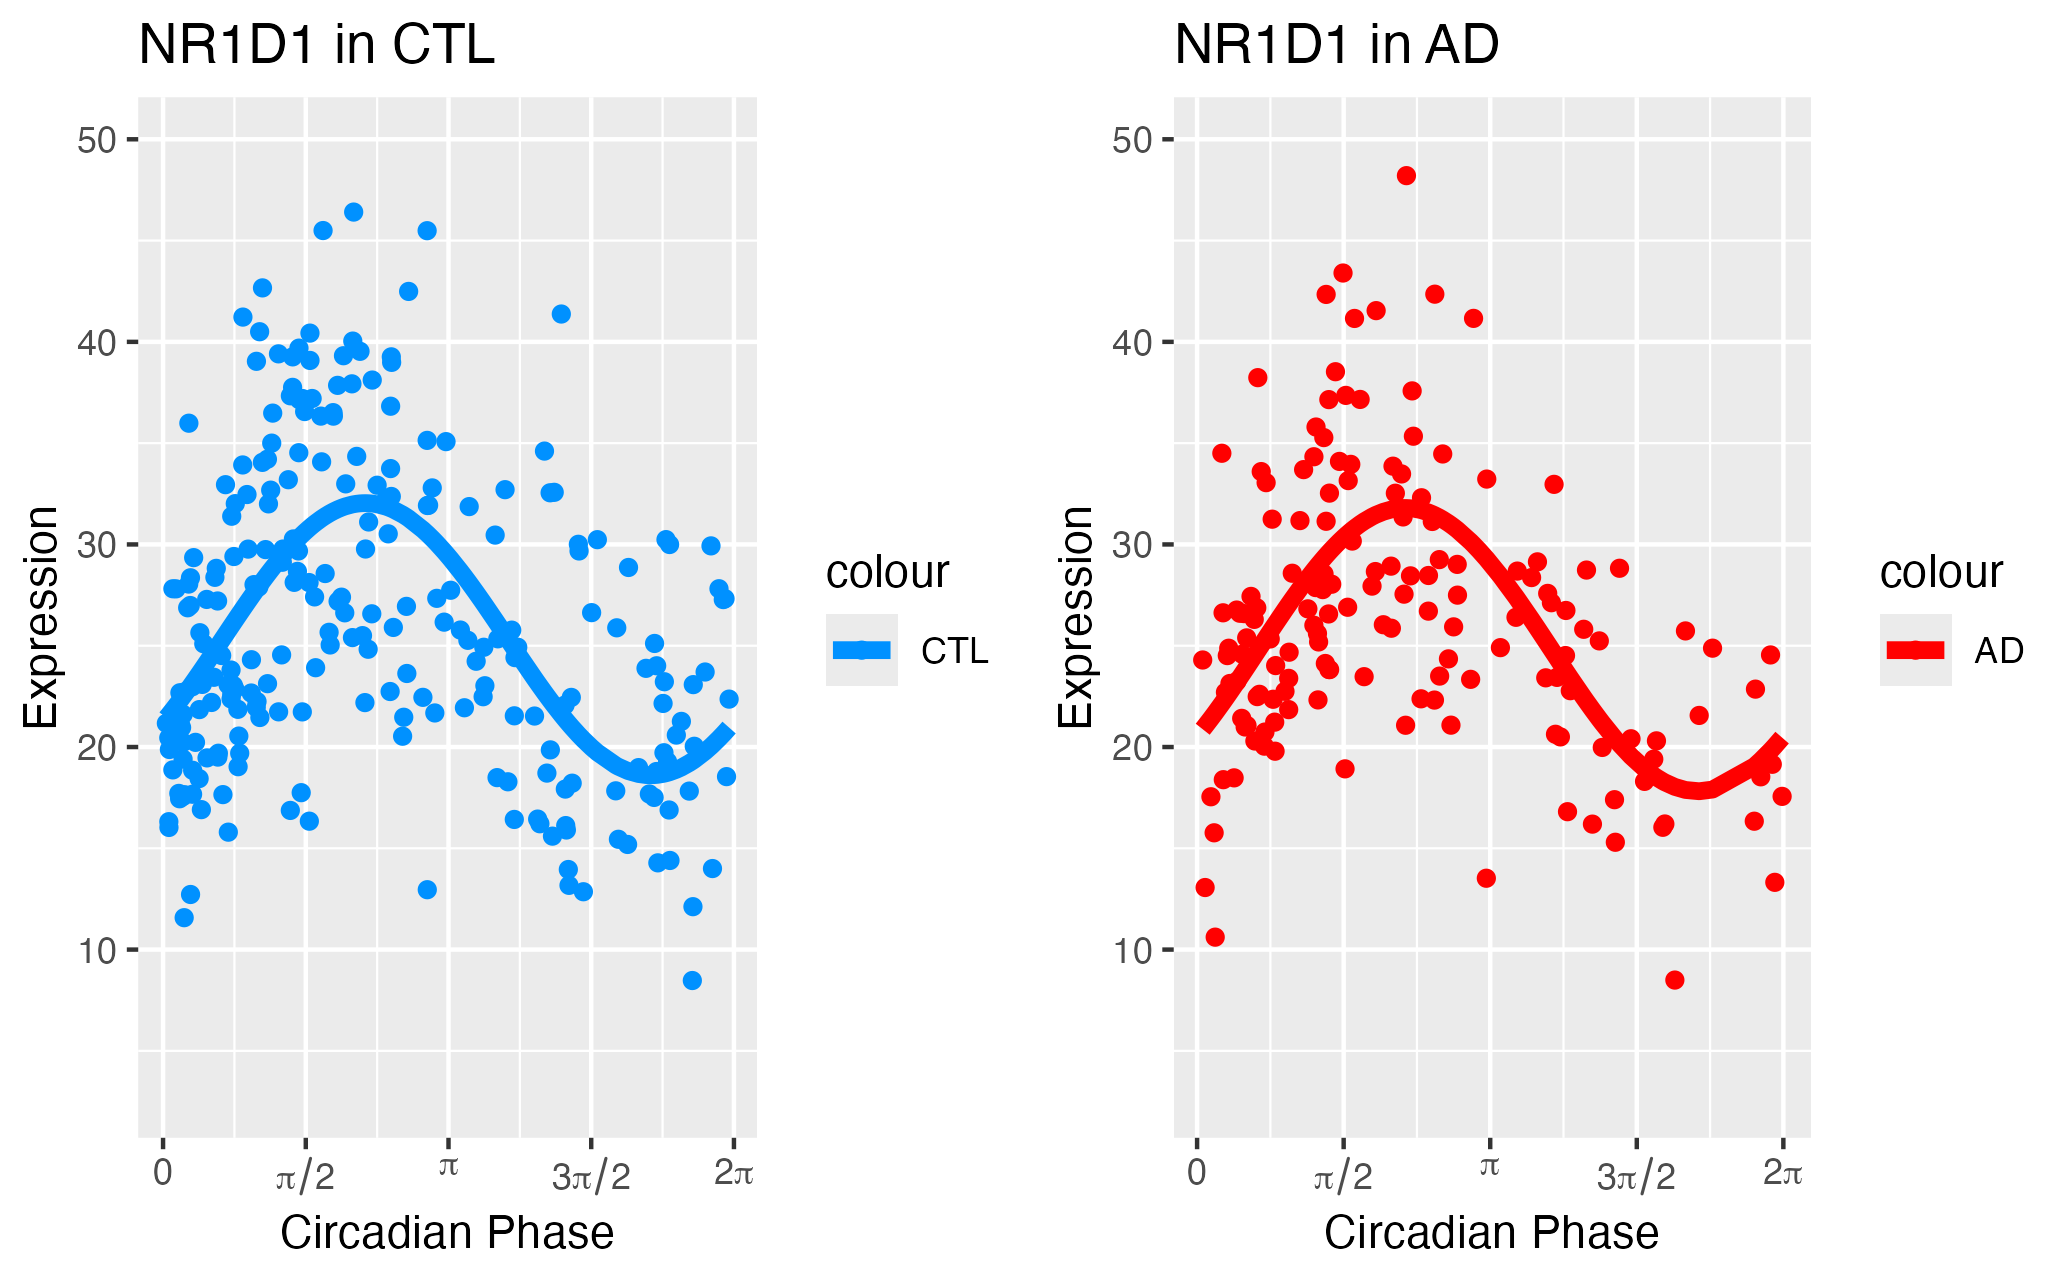 NR1D1 in CTL
50
40
30
20
10
Expression
0
π/2
π
3π/2
2π
Circadian Phase
colour
CTL
NR1D1 in AD
50
40
30
20
10
Expression
0
π/2
π
3π/2
2π
Circadian Phase
colour
AD